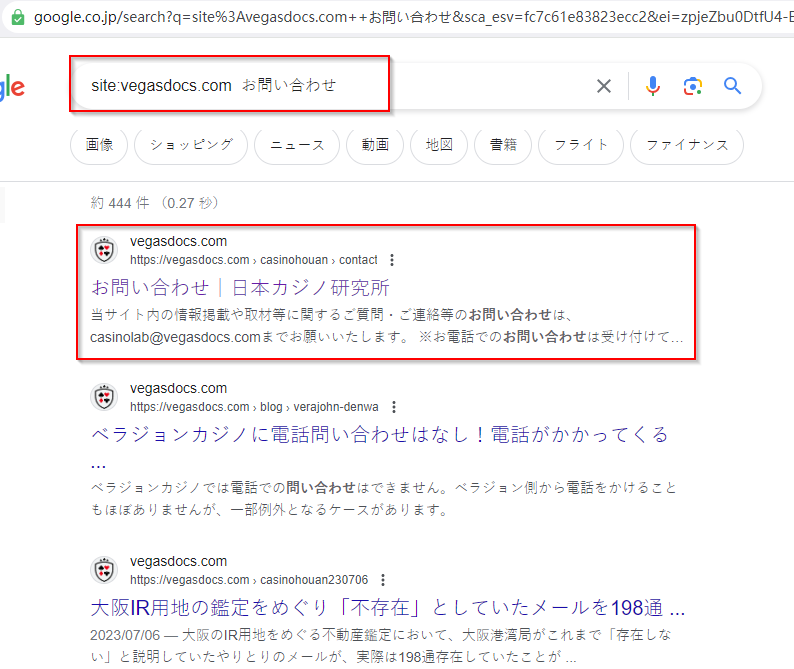 google.co.jp/search?q=site%3Avegasdocs.com++お問い合わせ&sca_esv=fc7c61e83823ecc2&ei=zpjeZbu0DtfU4-E
gle
site:vegasdocs.com お問い合わせ
画像 ショッピング ニュース 動画 地図 書籍 フライト ファイナンス
約 444 件 （0.27 秒）
vegasdocs.com
https://vegasdocs.com › casinohouan › contact
お問い合わせ｜日本カジノ研究所
当サイト内の情報掲載や取材等に関するご質問・ご連絡等のお問い合わせは、
casinolab@vegasdocs.comまでお願いいたします。 ※お電話でのお問い合わせは受け付けて...
vegasdocs.com
https://vegasdocs.com › blog › verajohn-denwa
ベラジョンカジノに電話問い合わせはなし！電話がかかってくる
...
ベラジョンカジノでは電話での問い合わせはできません。ベラジョン側から電話をかけること
もほぼありませんが、一部例外となるケースがあります。
vegasdocs.com
https://vegasdocs.com › casinohouan230706
大阪IR用地の鑑定をめぐり「不存在」としていたメールを198通 ...
2023/07/06 — 大阪のIR用地をめぐる不動産鑑定において、大阪港湾局がこれまで「存在しな
い」と説明していたやりとりのメールが、実際は198通存在していたことが ...